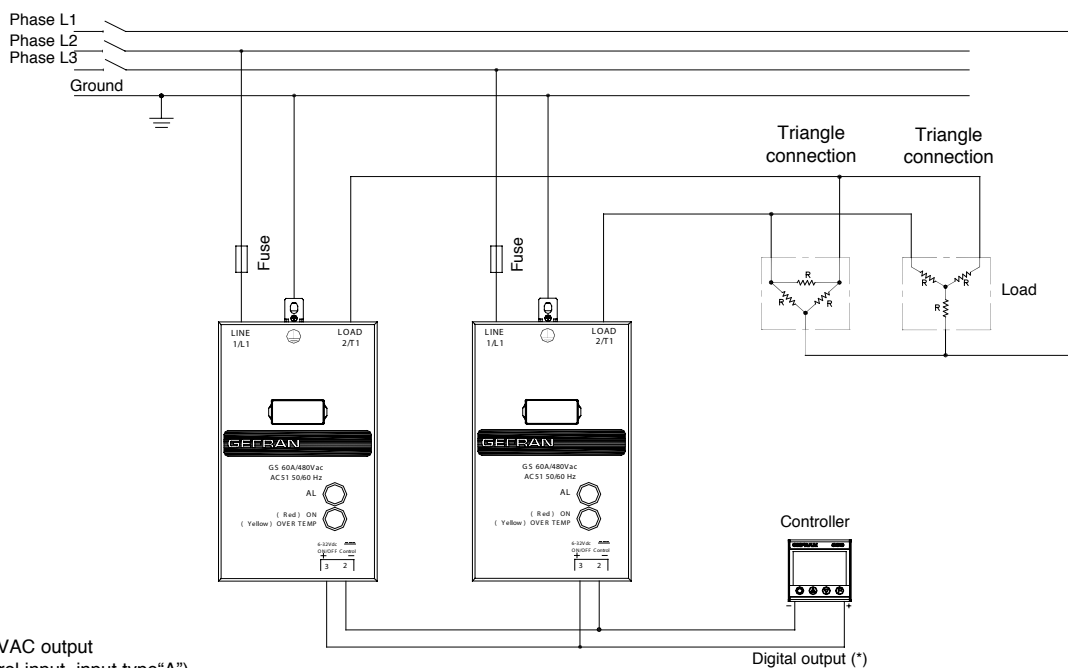 Phase L1
Phase L2
Phase L3
Ground
Triangle
connection
Triangle
connection
Fuse
Fuse
R
R
R
R
R
R
Load
LINE
1/L1
LOAD
2/T1
LINE
1/L1
LOAD
2/T1
GEFRAN
GS 60A/480Vac
AC51 50/60 Hz
AL
( Red ) ON
( Yellow ) OVER TEMP
6-32Vdc
ON/OFF Control
+ −
3 2
GEFRAN
GS 60A/480Vac
AC51 50/60 Hz
AL
( Red ) ON
( Yellow ) OVER TEMP
6-32Vdc
ON/OFF Control
+ −
3 2
Controller
GEFRAN
F
− +
VAC output
input, input type“A”)
Digital output (*)